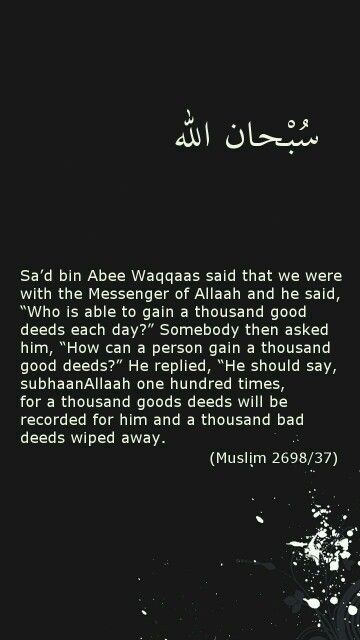 سُبْحان الله
Sa'd bin Abee Waqqaas said that we were
with the Messenger of Allaah and he said,
“Who is able to gain a thousand good
deeds each day?” Somebody then asked
him, “How can a person gain a thousand
good deeds?” He replied, “He should say,
subhaanAllaah one hundred times,
for a thousand goods deeds will be
recorded for him and a thousand bad
deeds wiped away.
(Muslim 2698/37)